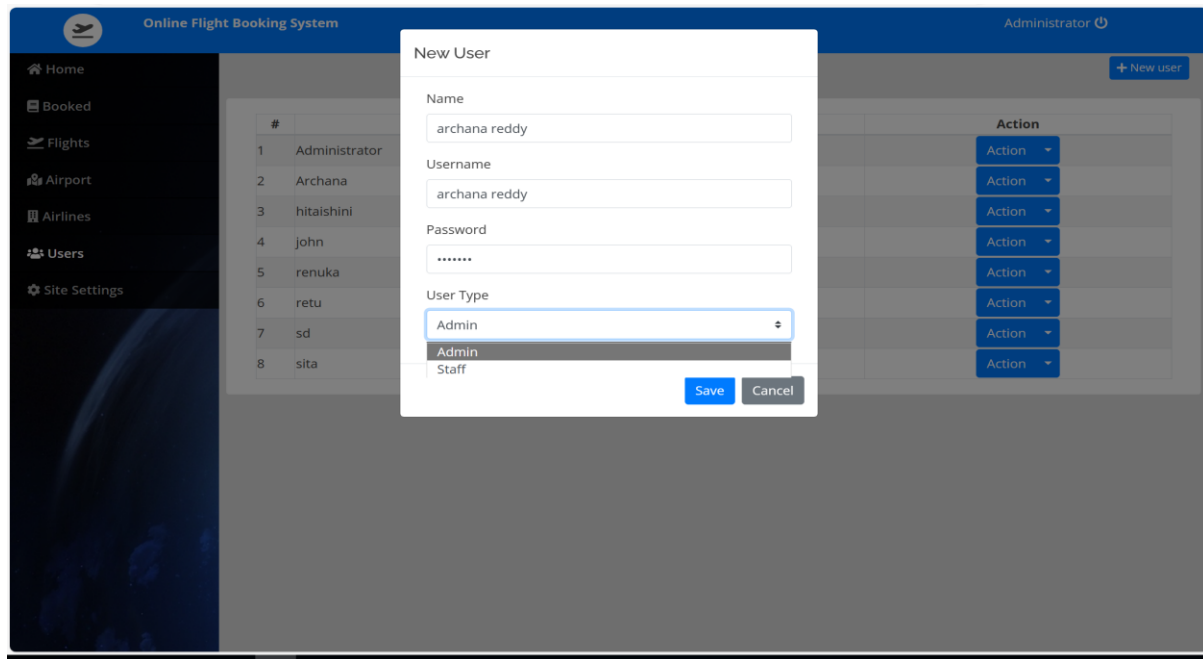 Online Flight Booking System
Administrator
Home
Booked
Flights
Airport
Airlines
Users
Site Settings
+ New user
# Action
1 Administrator Action
2 Archana Action
3 hitaishini Action
4 john Action
5 renuka Action
6 retu Action
7 sd Action
8 sita Action
New User
Name
archana reddy
Username
archana reddy
Password
•••••••
User Type
Admin
Admin
Staff
Save Cancel